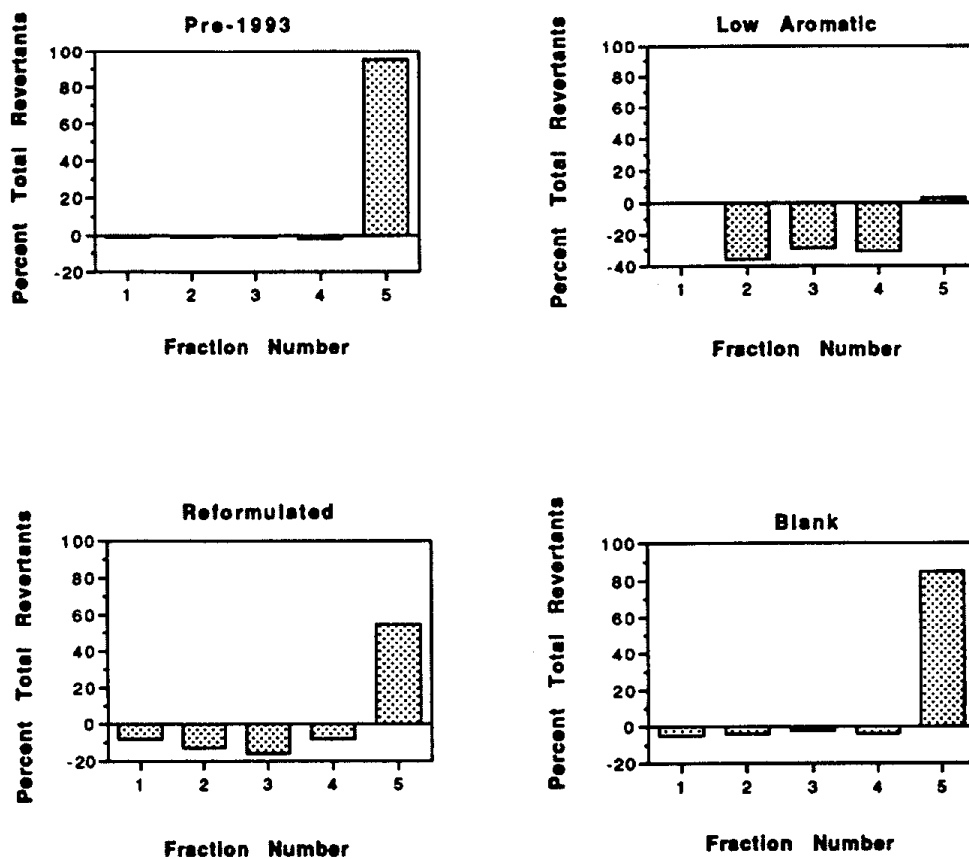 Pre-1993
Percent Total Revertants
100
80
60
40
20
0
-20
1 2 3 4 5
Fraction Number
Low Aromatic
Percent Total Revertants
100
80
60
40
20
0
-20
-40
1 2 3 4 5
Fraction Number
Reformulated
Percent Total Revertants
100
80
60
40
20
0
-20
1 2 3 4 5
Fraction Number
Blank
Percent Total Revertants
100
80
60
40
20
0
-20
1 2 3 4 5
Fraction Number